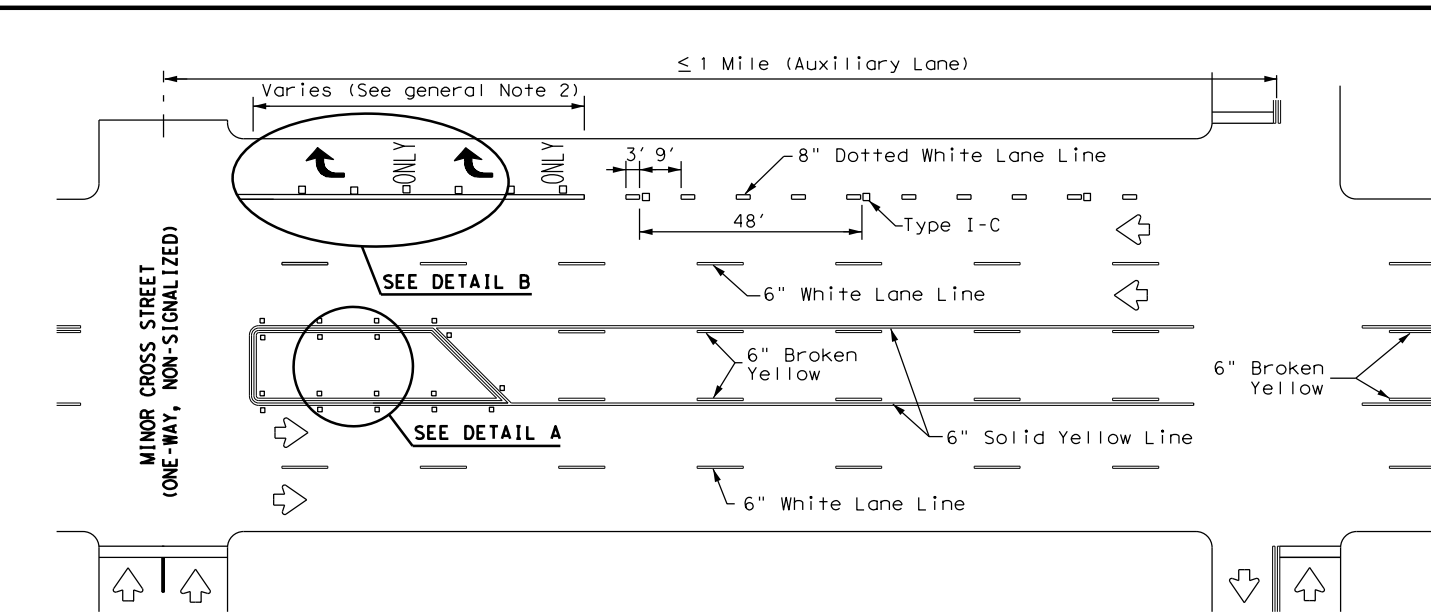 ≤ 1 Mile (Auxiliary Lane)
Varies (See general Note 2)
ONLY
ONLY
3' 9'
8" Dotted White Lane Line
48'
Type I-C
SEE DETAIL B
6" White Lane Line
MINOR CROSS STREET
(ONE-WAY, NON-SIGNALIZED)
6" Broken
Yellow
6" Broken
Yellow
SEE DETAIL A
6" Solid Yellow Line
6" White Lane Line